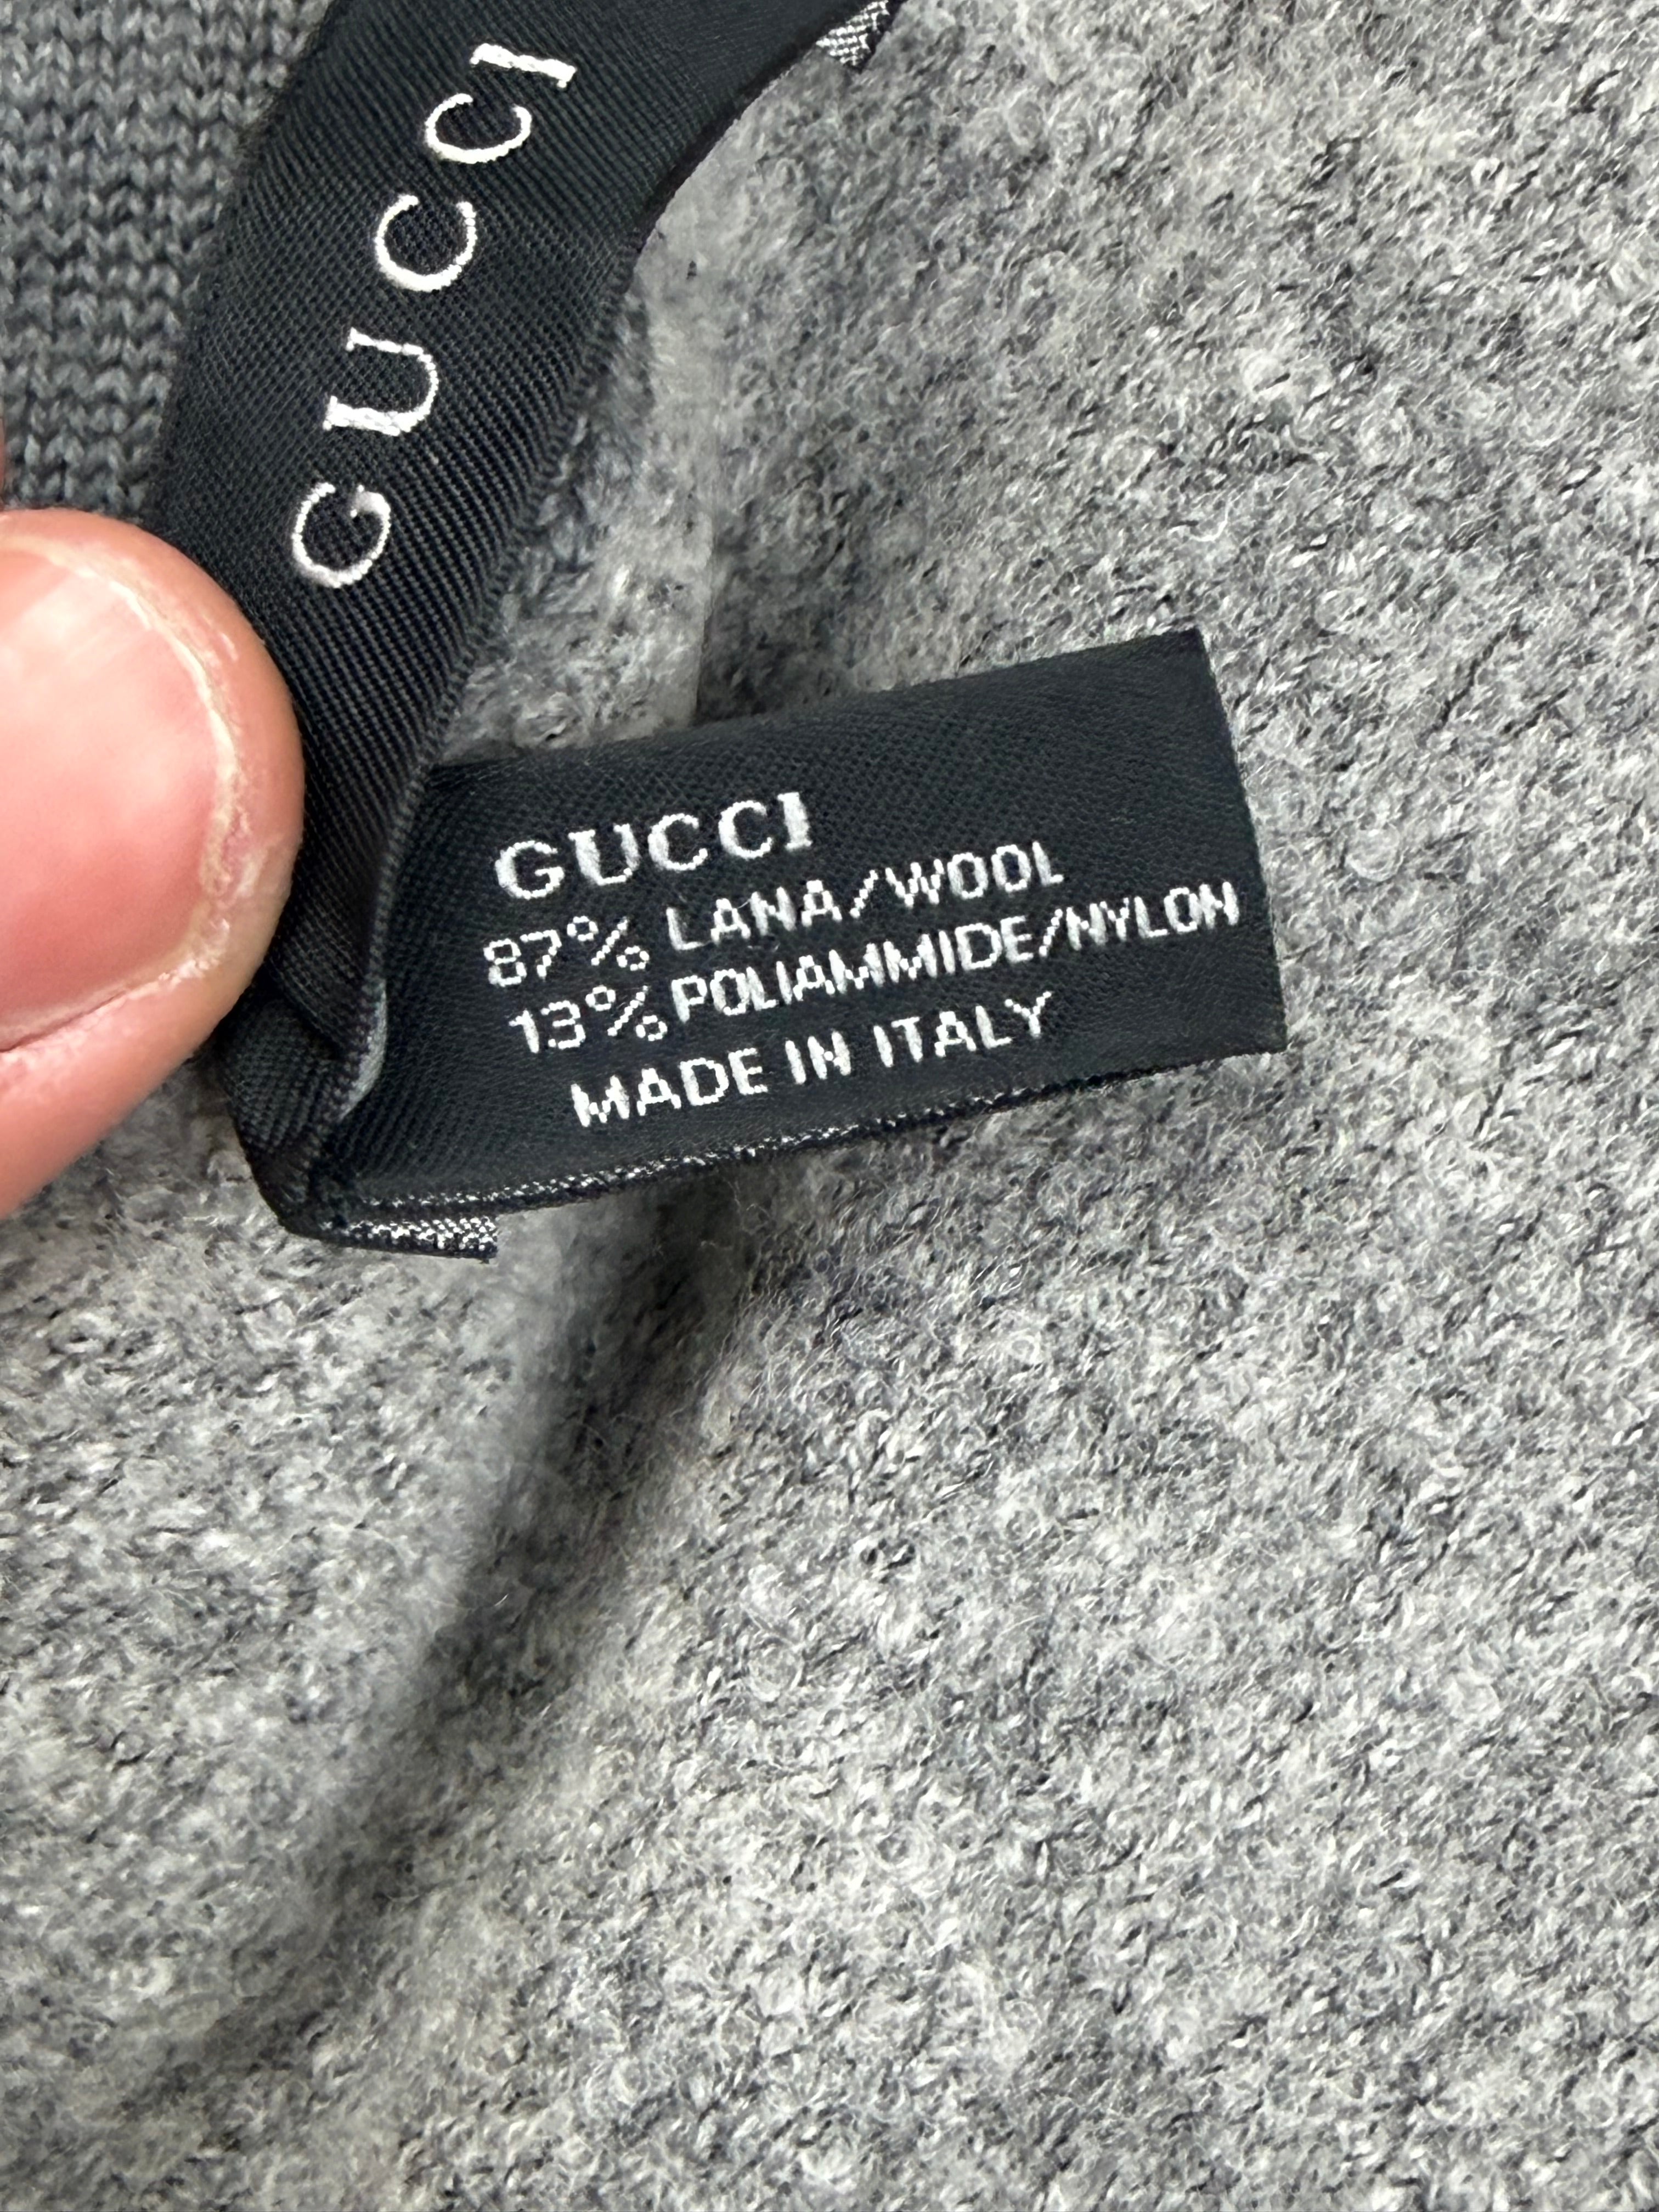 GUCCI
GUCCI
87% LANA/WOOL
13% POLIAMMIDE/NYLON
MADE IN ITALY